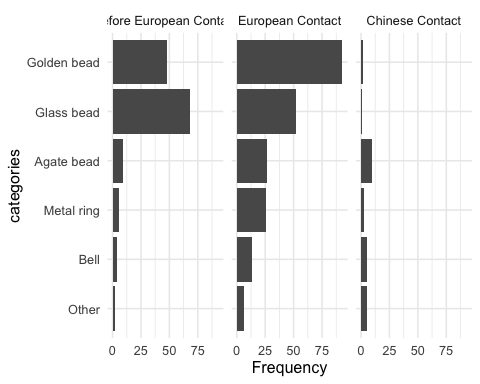 efore European Conta
European Contact
Chinese Contact
categories
Golden bead
Glass bead
Agate bead
Metal ring
Bell
Other
0 25 50 75
0 25 50 75
0 25 50 75
Frequency